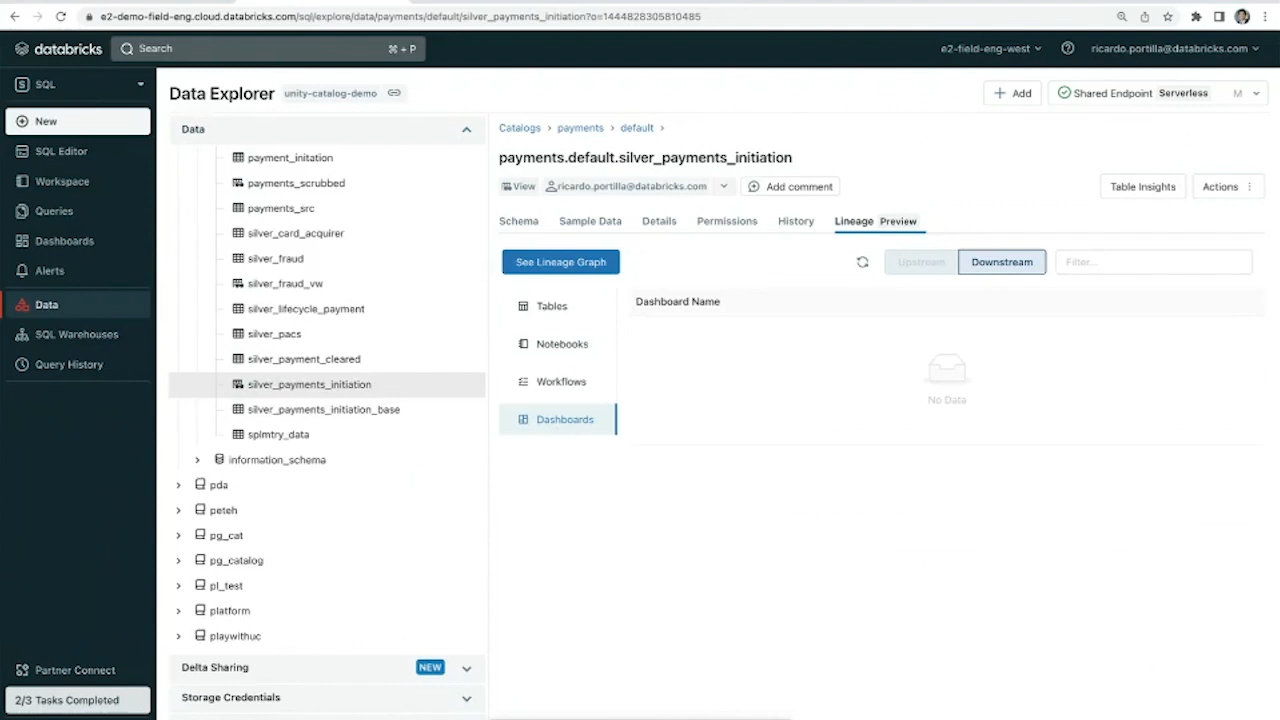 e2-demo-field-eng.cloud.databricks.com/sql/explore/data/payments/default/silver_payments_initiation?o=1444828305810485
databricks
Search
⌘ + P
e2-field-eng-west
ricardo.portilla@databricks.com
S SQL
New
SQL Editor
Workspace
Queries
Dashboards
Alerts
Data
SQL Warehouses
Query History
Partner Connect
2/3 Tasks Completed
Data Explorer
unity-catalog-demo
Add
Shared Endpoint Serverless M
Data
payment_initation
payments_scrubbed
payments_src
silver_card_acquirer
silver_fraud
silver_fraud_vw
silver_lifecycle_payment
silver_pacs
silver_payment_cleared
silver_payments_initiation
silver_payments_initiation_base
splmtry_data
information_schema
pda
peteh
pg_cat
pg_catalog
pl_test
platform
playwithuc
Delta Sharing NEW
Storage Credentials
Catalogs > payments > default >
payments.default.silver_payments_initiation
View
ricardo.portilla@databricks.com
Add comment
Table Insights
Actions
Schema
Sample Data
Details
Permissions
History
Lineage Preview
See Lineage Graph
Upstream
Downstream
Filter...
Tables
Notebooks
Workflows
Dashboards
Dashboard Name
No Data